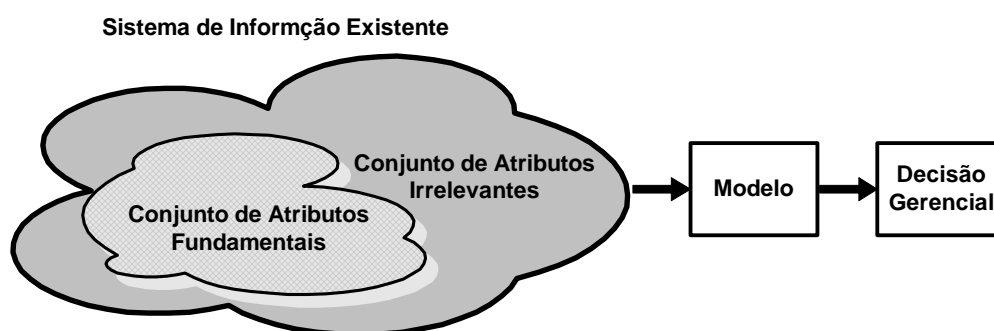 Sistema de Informção Existente
Conjunto de Atributos
Irrelevantes
Conjunto de Atributos
Fundamentais
Modelo
Decisão
Gerencial